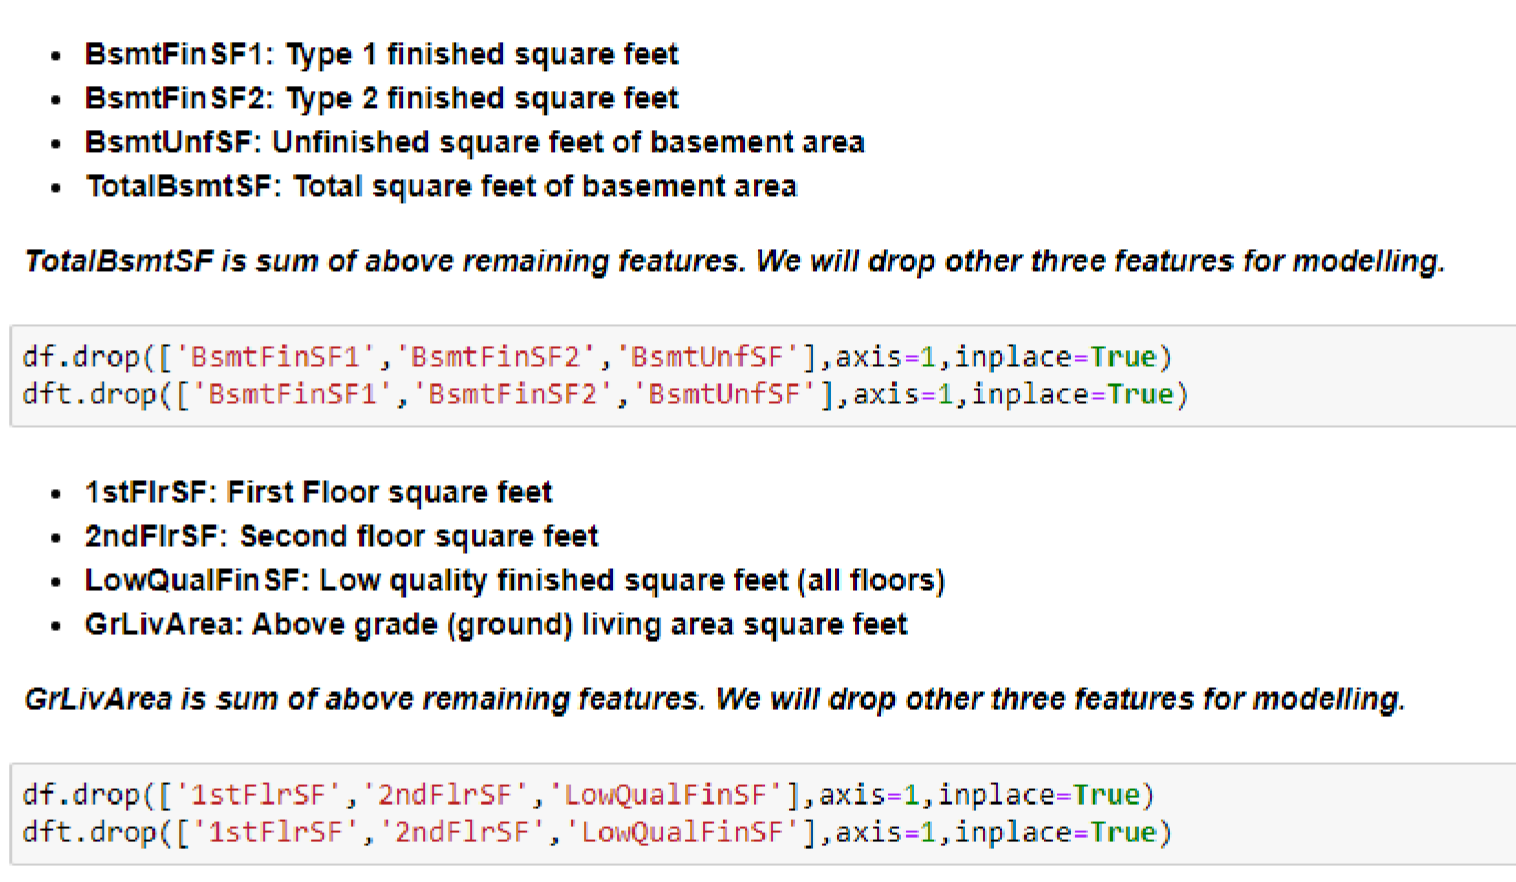 • BsmtFinSF1: Type 1 finished square feet
• BsmtFinSF2: Type 2 finished square feet
• BsmtUnfSF: Unfinished square feet of basement area
• TotalBsmtSF: Total square feet of basement area
TotalBsmtSF is sum of above remaining features. We will drop other three features for modelling.
df.drop(['BsmtFinSF1','BsmtFinSF2','BsmtUnfSF'],axis=1,inplace=True)
dft.drop(['BsmtFinSF1','BsmtFinSF2','BsmtUnfSF'],axis=1,inplace=True)
• 1stFlrSF: First Floor square feet
• 2ndFlrSF: Second floor square feet
• LowQualFinSF: Low quality finished square feet (all floors)
• GrLivArea: Above grade (ground) living area square feet
GrLivArea is sum of above remaining features. We will drop other three features for modelling.
df.drop(['1stFlrSF','2ndFlrSF','LowQualFinSF'],axis=1,inplace=True)
dft.drop(['1stFlrSF','2ndFlrSF','LowQualFinSF'],axis=1,inplace=True)